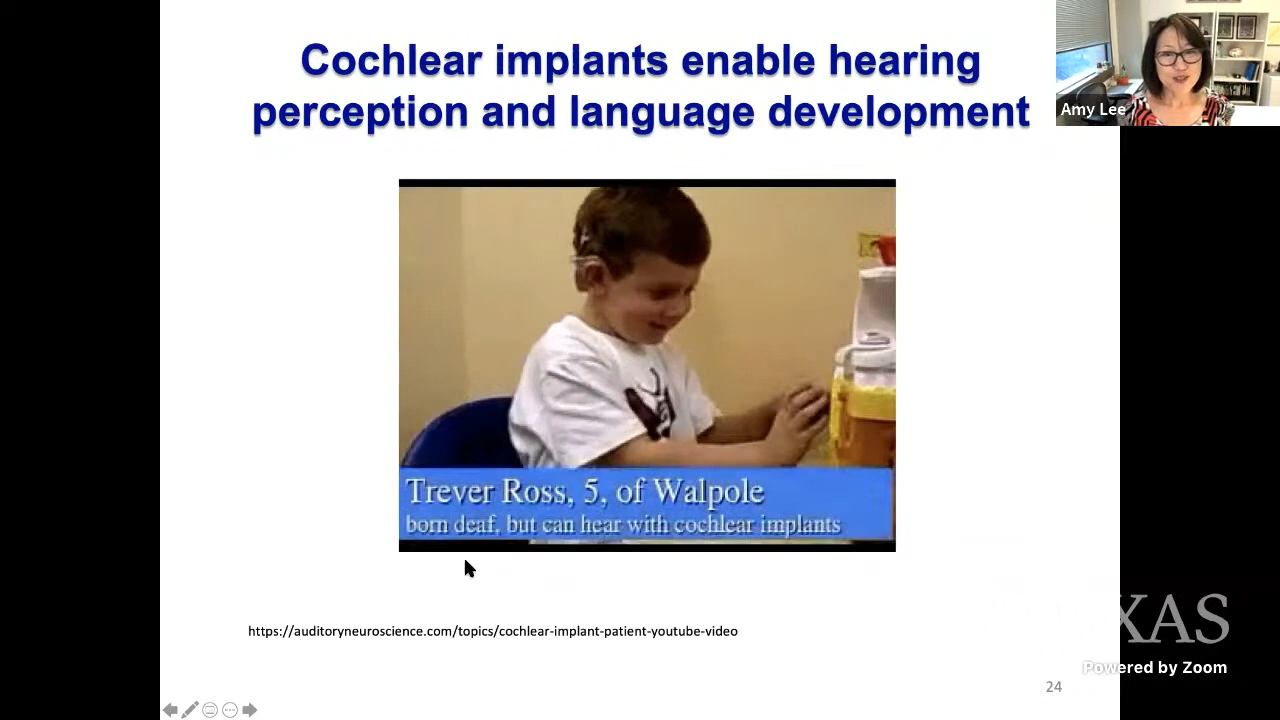 Cochlear implants enable hearing
perception and language development
Amy Lee
Trever Ross, 5, of Walpole
born deaf, but can hear with cochlear implants
https://auditoryneuroscience.com/topics/cochlear-implant-patient-youtube-video
XAS
Powered by Zoom
24